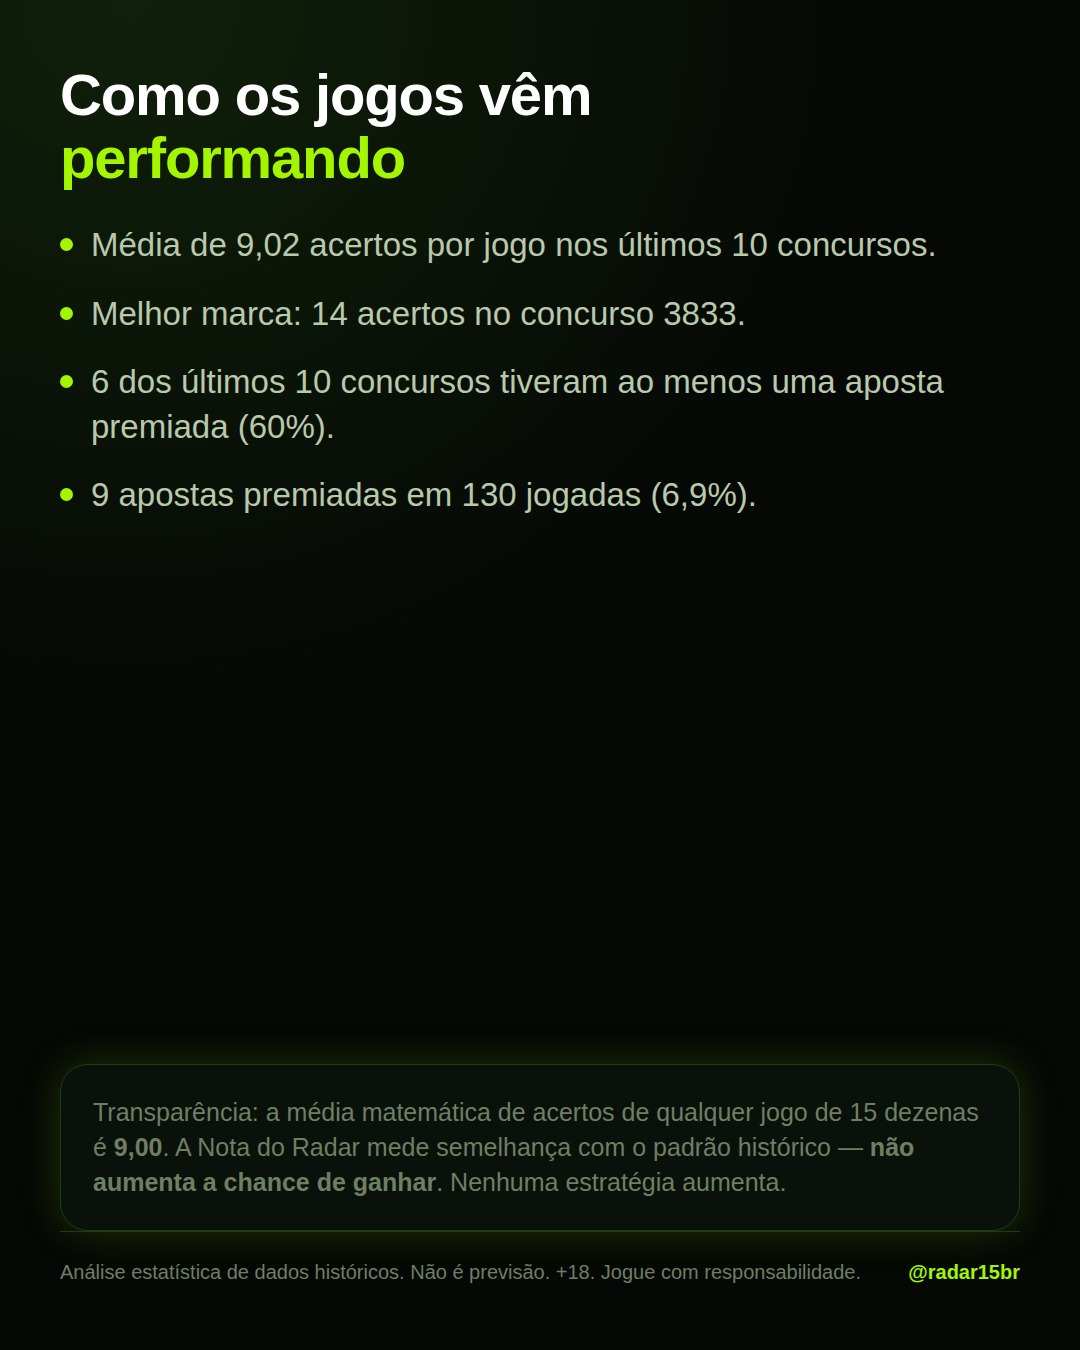 Como os jogos vêm
performando
Média de 9,02 acertos por jogo nos últimos 10 concursos.
Melhor marca: 14 acertos no concurso 3833.
6 dos últimos 10 concursos tiveram ao menos uma aposta
premiada (60%).
9 apostas premiadas em 130 jogadas (6,9%).
Transparência: a média matemática de acertos de qualquer jogo de 15 dezenas
é 9,00. A Nota do Radar mede semelhança com o padrão histórico — não
aumenta a chance de ganhar. Nenhuma estratégia aumenta.
Análise estatística de dados históricos. Não é previsão. +18. Jogue com responsabilidade. @radar15br